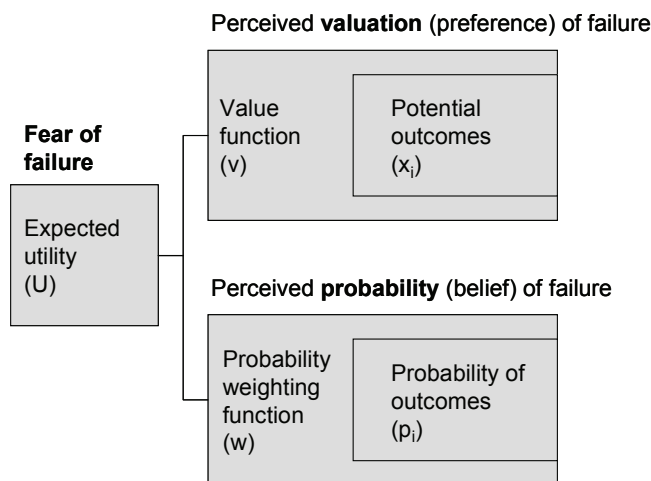 Perceived valuation (preference) of failure
Value
function
(v)
Potential
outcomes
(xᵢ)
Fear of
failure
Expected
utility
(U)
Perceived probability (belief) of failure
Probability
weighting
function
(w)
Probability of
outcomes
(pᵢ)